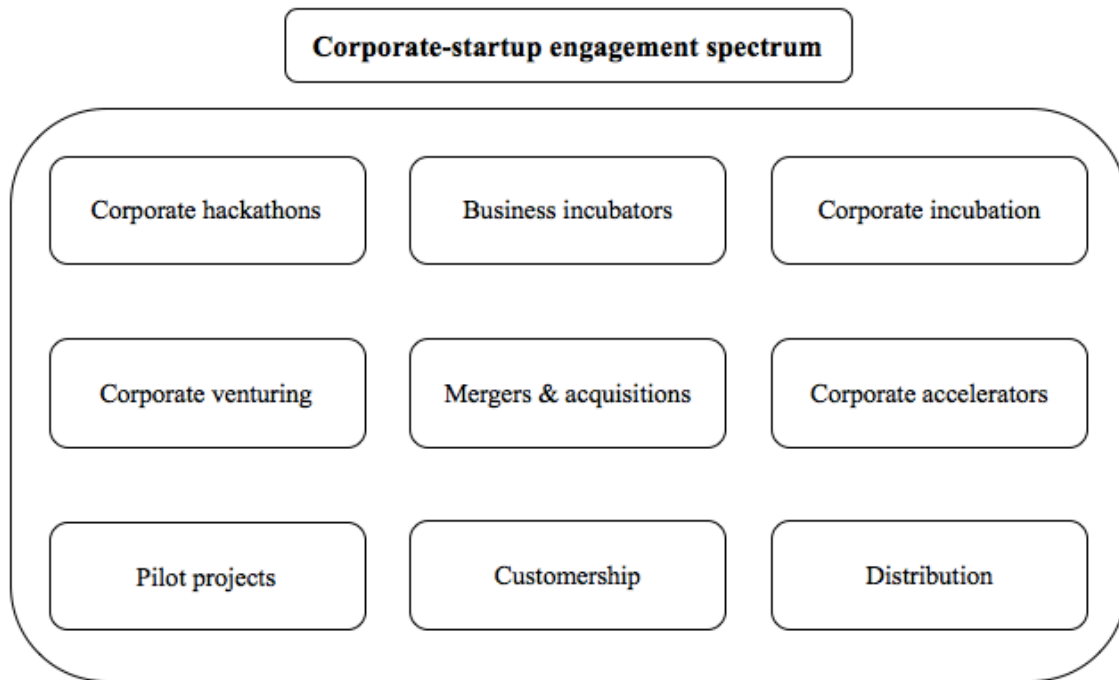 Corporate-startup engagement spectrum
Corporate hackathons
Business incubators
Corporate incubation
Corporate venturing
Mergers & acquisitions
Corporate accelerators
Pilot projects
Customership
Distribution